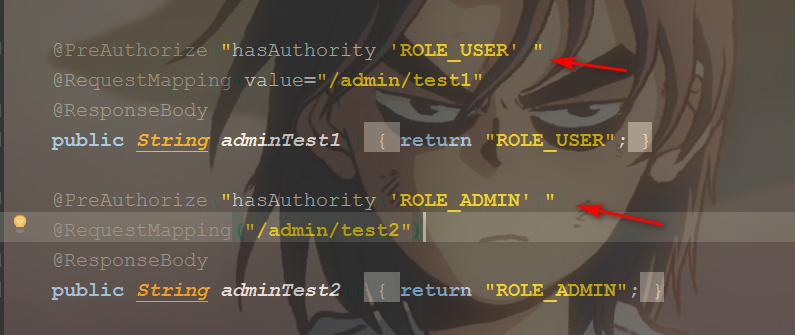 @PreAuthorize("hasAuthority('ROLE_USER')")
@RequestMapping(value="/admin/test1")
@ResponseBody
public String adminTest1() { return "ROLE_USER"; }
@PreAuthorize("hasAuthority('ROLE_ADMIN')")
@RequestMapping("/admin/test2")
@ResponseBody
public String adminTest2() { return "ROLE_ADMIN"; }